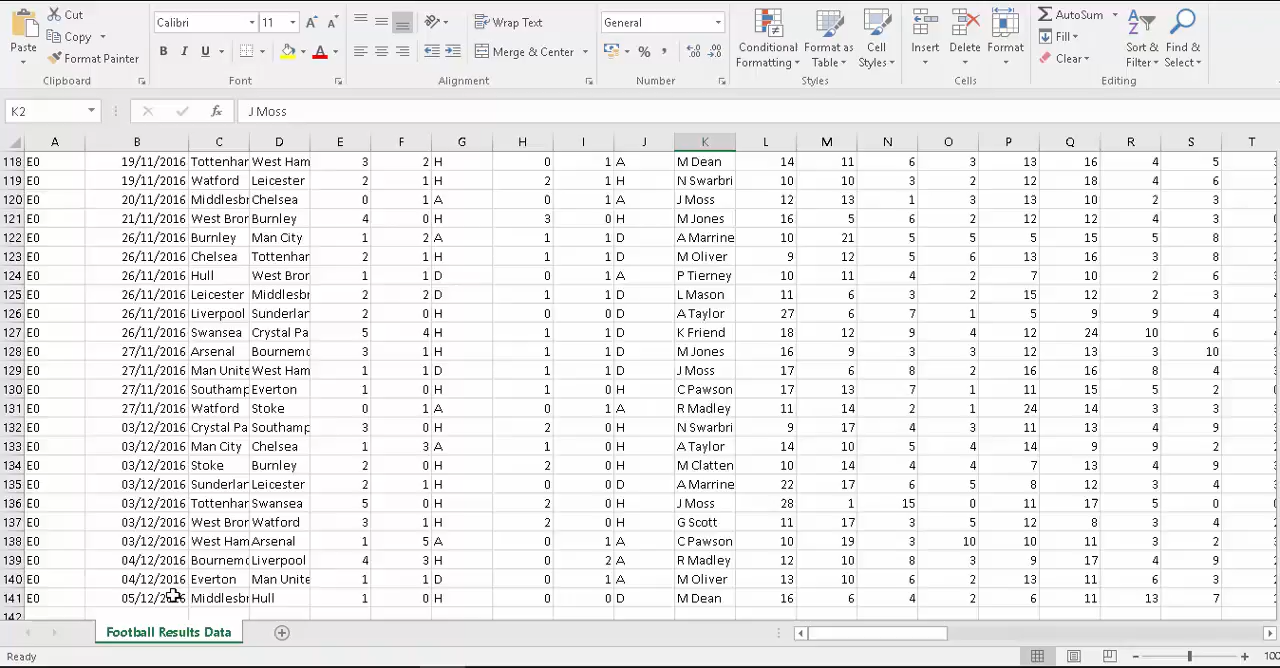 Cut Calibri 11 Wrap Text General AutoSum
Paste Copy Fill
Format Painter B I U Merge & Center % , Conditional Formatting Format as Table Cell Styles Insert Delete Format Clear Sort & Filter Find & Select
Clipboard Font Alignment Number Styles Cells Editing
K2 fx J Moss
A B C D E F G H I J K L M N O P Q R S T
118 E0 19/11/2016 Tottenhar West Ham 3 2 H 0 1 A M Dean 14 11 6 3 13 16 4 5
119 E0 19/11/2016 Watford Leicester 2 1 H 2 1 H N Swarbri 10 10 3 2 12 18 4 6
120 E0 20/11/2016 Middlesbr Chelsea 0 1 A 0 1 A J Moss 12 13 1 3 13 10 2 3
121 E0 21/11/2016 West Bror Burnley 4 0 H 3 0 H M Jones 16 5 6 2 12 12 4 3
122 E0 26/11/2016 Burnley Man City 1 2 A 1 1 D A Marrine 10 21 5 5 5 15 5 8
123 E0 26/11/2016 Chelsea Tottenhar 2 1 H 1 1 D M Oliver 9 12 5 6 13 16 3 8
124 E0 26/11/2016 Hull West Bror 1 1 D 0 1 A P Tierney 10 11 4 2 7 10 2 6
125 E0 26/11/2016 Leicester Middlesbr 2 2 D 1 1 D L Mason 11 6 3 2 15 12 2 3
126 E0 26/11/2016 Liverpool Sunderlar 2 0 H 0 0 D A Taylor 27 6 7 1 5 9 9 4
127 E0 26/11/2016 Swansea Crystal Pa 5 4 H 1 1 D K Friend 18 12 9 4 12 24 10 6
128 E0 27/11/2016 Arsenal Bournemo 3 1 H 1 1 D M Jones 16 9 3 3 12 13 3 10
129 E0 27/11/2016 Man Unite West Ham 1 1 D 1 1 D J Moss 17 6 8 2 16 16 8 4
130 E0 27/11/2016 Southamp Everton 1 0 H 1 0 H C Pawson 17 13 7 1 11 15 5 2
131 E0 27/11/2016 Watford Stoke 0 1 A 0 1 A R Madley 11 14 2 1 24 14 3 3
132 E0 03/12/2016 Crystal Pa Southamp 3 0 H 2 0 H N Swarbri 9 17 4 3 11 13 4 9
133 E0 03/12/2016 Man City Chelsea 1 3 A 1 0 H A Taylor 14 10 5 4 14 9 9 2
134 E0 03/12/2016 Stoke Burnley 2 0 H 2 0 H M Clatten 10 14 4 4 7 13 4 9
135 E0 03/12/2016 Sunderlar Leicester 2 1 H 0 0 D A Marrine 22 17 6 5 8 12 3 4
136 E0 03/12/2016 Tottenhar Swansea 5 0 H 2 0 H J Moss 28 1 15 0 11 17 5 0
137 E0 03/12/2016 West Bror Watford 3 1 H 2 0 H G Scott 11 17 3 5 12 8 3 4
138 E0 03/12/2016 West Ham Arsenal 1 5 A 0 1 A C Pawson 10 19 3 10 10 11 3 2
139 E0 04/12/2016 Bournemo Liverpool 4 3 H 0 2 A R Madley 12 10 8 3 9 17 4 9
140 E0 04/12/2016 Everton Man Unite 1 1 D 0 1 A M Oliver 13 10 6 2 13 11 6 3
141 E0 05/12/2016 Middlesbr Hull 1 0 H 0 0 D M Dean 16 6 4 2 6 11 13 7
142
Football Results Data
Ready 100